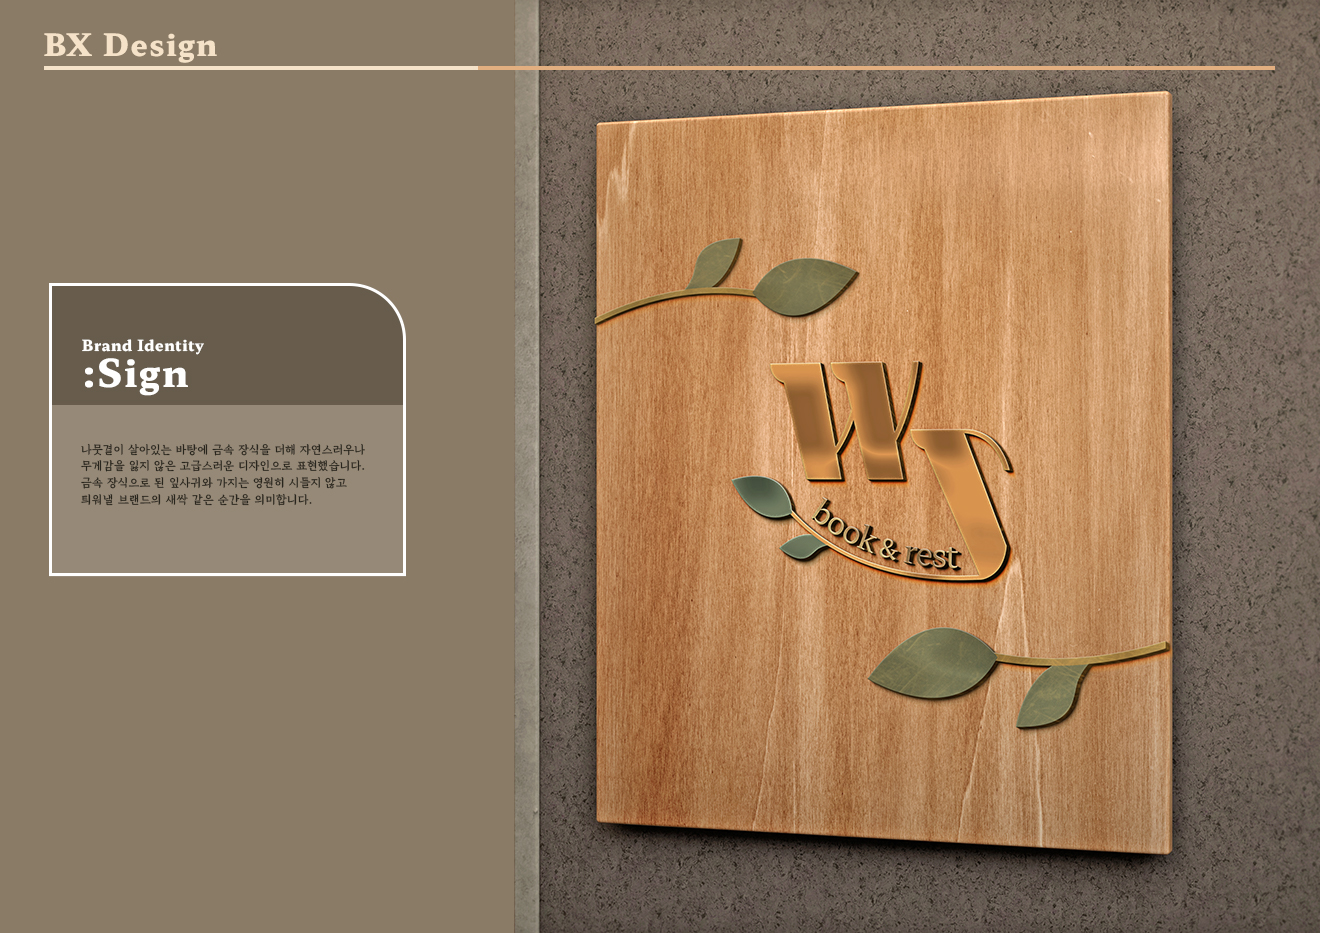 BX Design
Brand Identity
:Sign
나뭇결이 살아있는 바탕에 금속 장식을 더해 자연스러우나
무게감을 잃지 않은 고급스러운 디자인으로 표현했습니다.
금속 장식으로 된 잎사귀와 가지는 영원히 시들지 않고
틔워낼 브랜드의 새싹 같은 순간을 의미합니다.
WS
book & rest